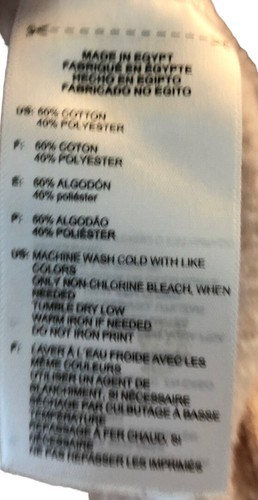 MADE IN EGYPT
FABRIQUÉ EN ÉGYPTE
HECHO EN EGIPTO
FABRICADO NO EGITO
US: 60% COTTON
40% POLYESTER
F: 60% COTON
40% POLYESTER
E: 60% ALGODÓN
40% poliéster
P: 60% ALGODÃO
40% POLIÉSTER
US: MACHINE WASH COLD WITH LIKE
COLORS
ONLY NON-CHLORINE BLEACH, WHEN
NEEDED
TUMBLE DRY LOW
WARM IRON IF NEEDED
DO NOT IRON PRINT
F: LAVER À L'EAU FROIDE AVEC LES
MÊME COULEURS
UTILISER UN AGENT DE
BLANCHIMENT, SI NÉCESSAIRE
SÉCHAGE PAR CULBUTAGE À BASSE
TEMPÉRATURE
REPASSAGE À FER CHAUD, SI
NÉCESSAIRE
NE PAS REPASSER LES IMPRIMÉS